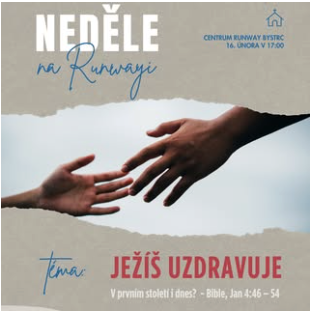 NEDĚLE
na Runwayi
CENTRUM RUNWAY BYSTRC
16. ÚNORA V 17:00
téma:
JEŽÍŠ UZDRAVUJE
V prvním století i dnes? - Bible, Jan 4:46 – 54